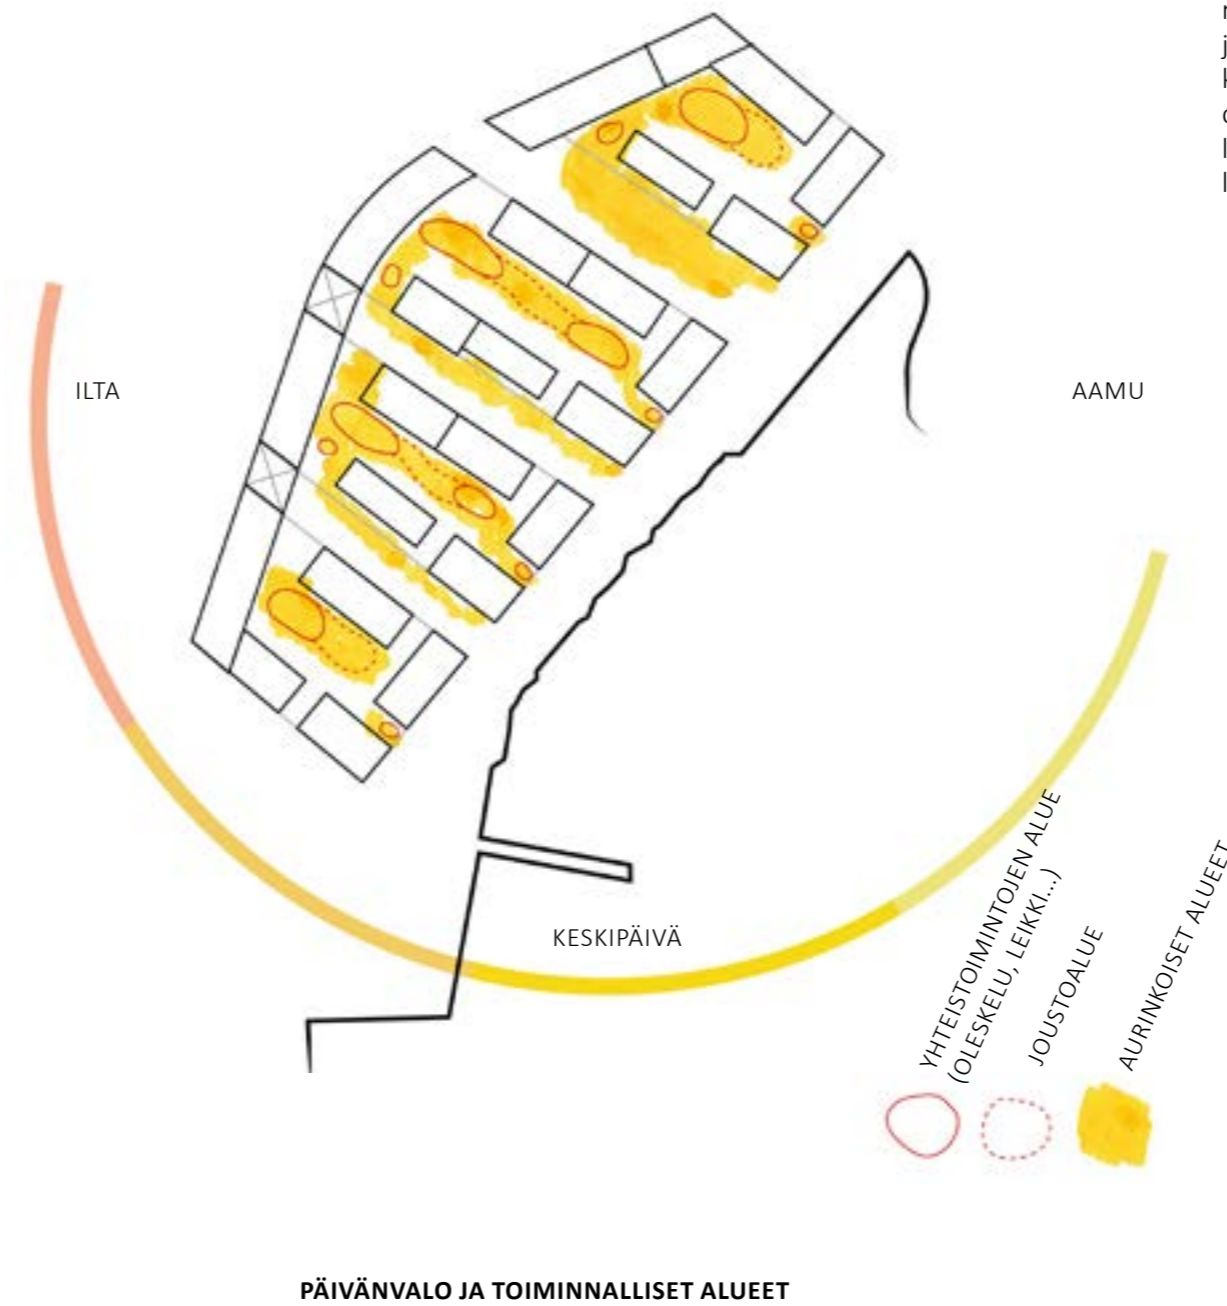 ILTA
AAMU
KESKIPÄIVÄ
YHTEISTOIMINTOJEN ALUE
(OLESKELU, LEIKKI...)
JOUSTOALUE
AURINKOISET ALUEET
PÄIVÄNVALO JA TOIMINNALLISET ALUEET